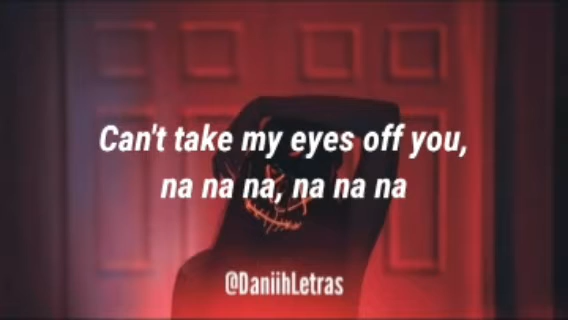 Can't take my eyes off you,
na na na, na na na
@DaniihLetras